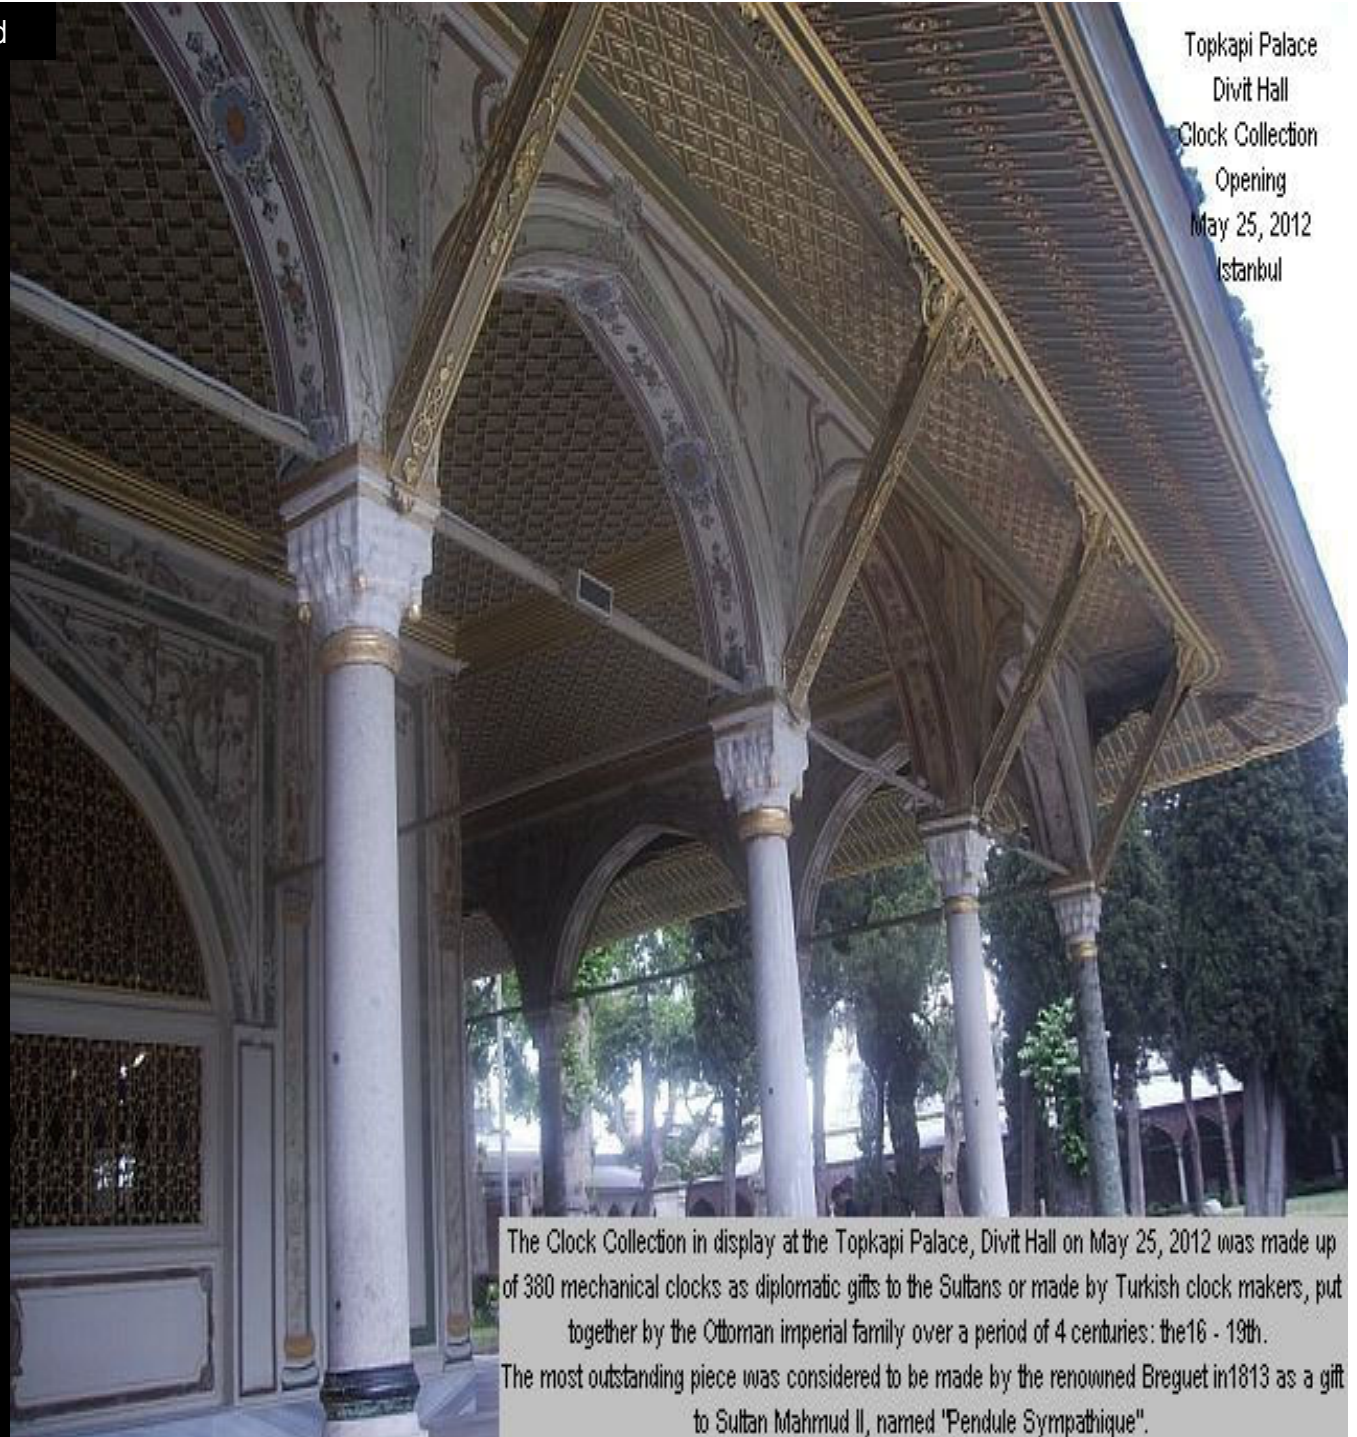 d
Topkapi Palace
Divit Hall
Clock Collection
Opening
May 25, 2012
Istanbul
The Clock Collection in display at the Topkapi Palace, Divit Hall on May 25, 2012 was made up
of 380 mechanical clocks as diplomatic gifts to the Sultans or made by Turkish clock makers, put
together by the Ottoman imperial family over a period of 4 centuries: the16 - 19th.
The most outstanding piece was considered to be made by the renowned Breguet in1813 as a gift
to Sultan Mahmud II, named "Pendule Sympathique".